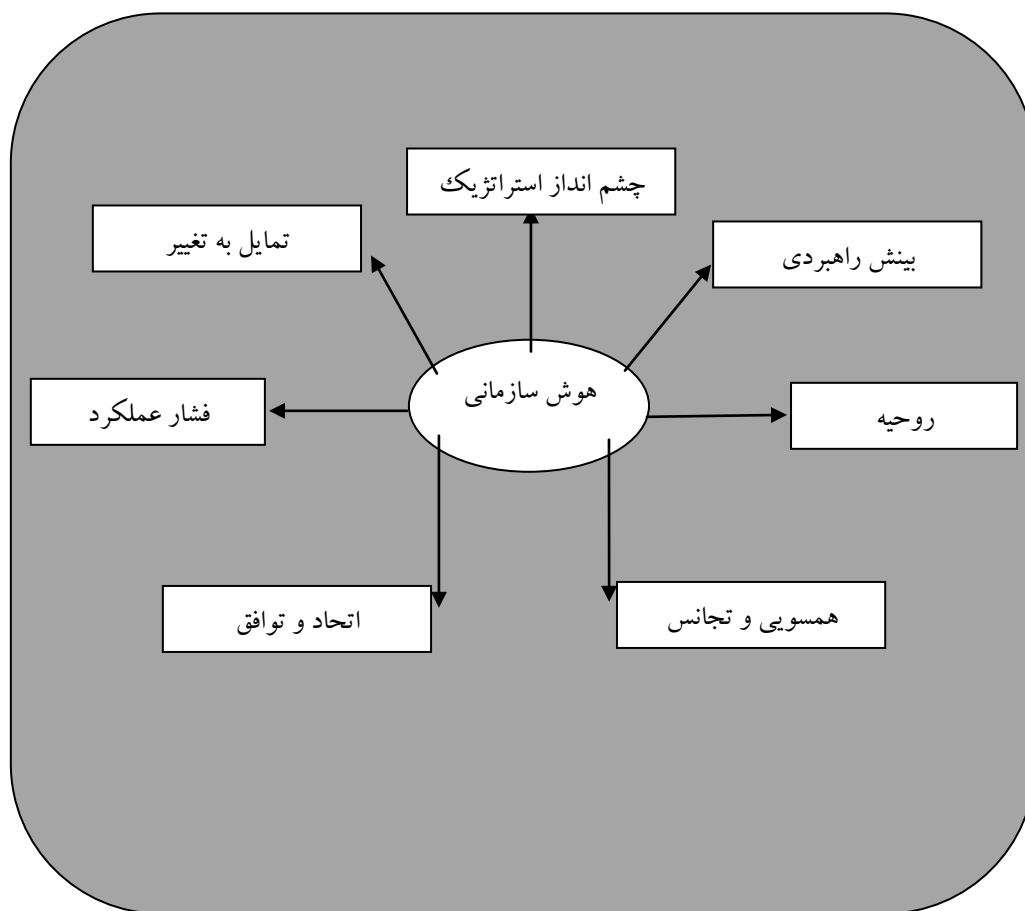 چشم انداز استراتژیک
تمایل به تغییر
بینش راهبردی
هوش سازمانی
فشار عملکرد
روحیه
اتحاد و توافق
همسویی و تجانس